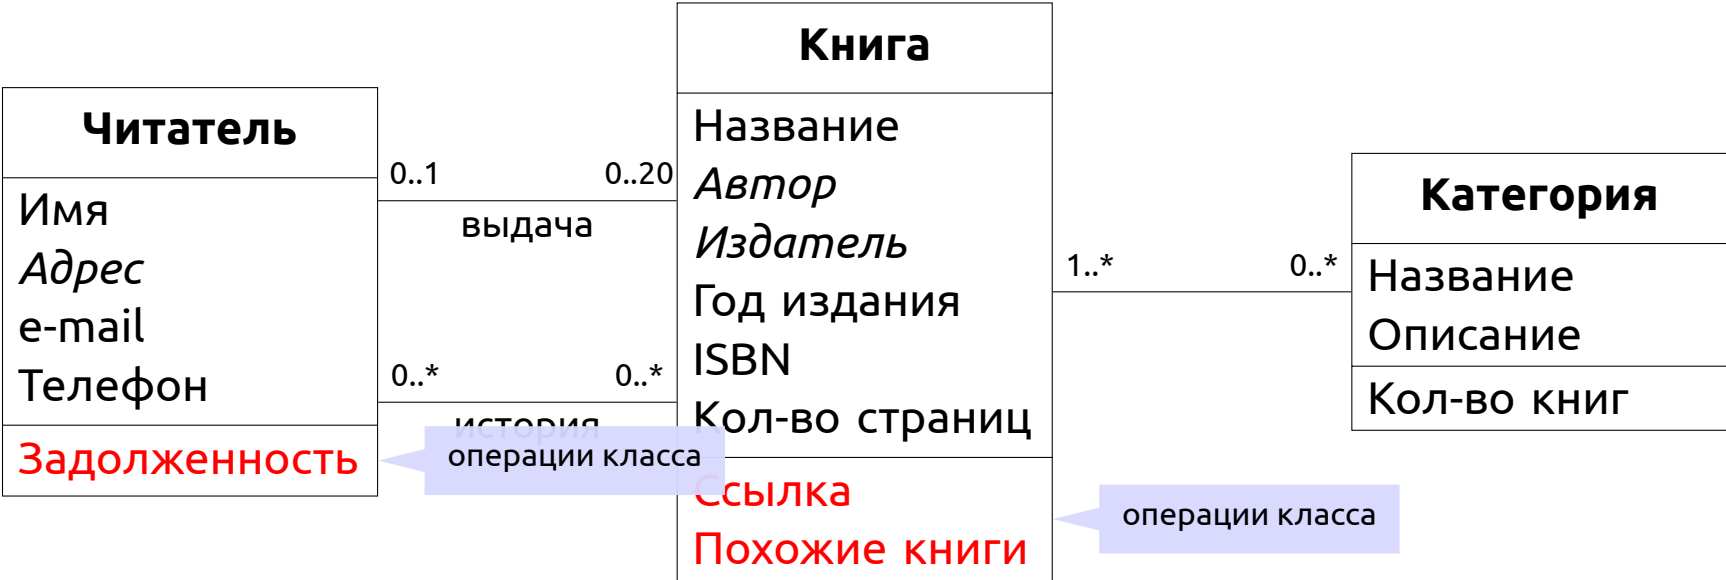 Читатель
Имя
Адрес
e-mail
Телефон
Задолженность
0..1
0..20
выдача
0..*
0..*
история
операции класса
Книга
Название
Автор
Издатель
Год издания
ISBN
Кол-во страниц
Ссылка
Похожие книги
операции класса
1..*
0..*
Категория
Название
Описание
Кол-во книг